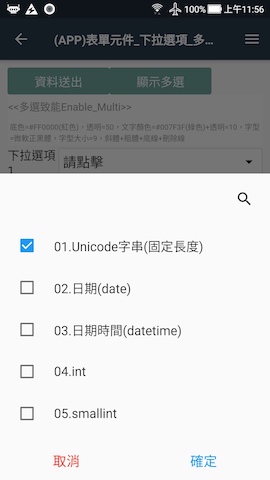 100% 上午11:56
(APP)表單元件_下拉選項_多...
資料送出 顯示多選
<<多選致能Enable_Multi>>
底色=#FF0000(紅色)，透明=50，文字顏色=#007F3F(綠色)+透明=10，字型
=微軟正黑體，字型大小=9，斜體+粗體+底線+刪除線
下拉選項 請點擊
1
01.Unicode字串(固定長度)
02.日期(date)
03.日期時間(datetime)
04.int
05.smallint
取消 確定